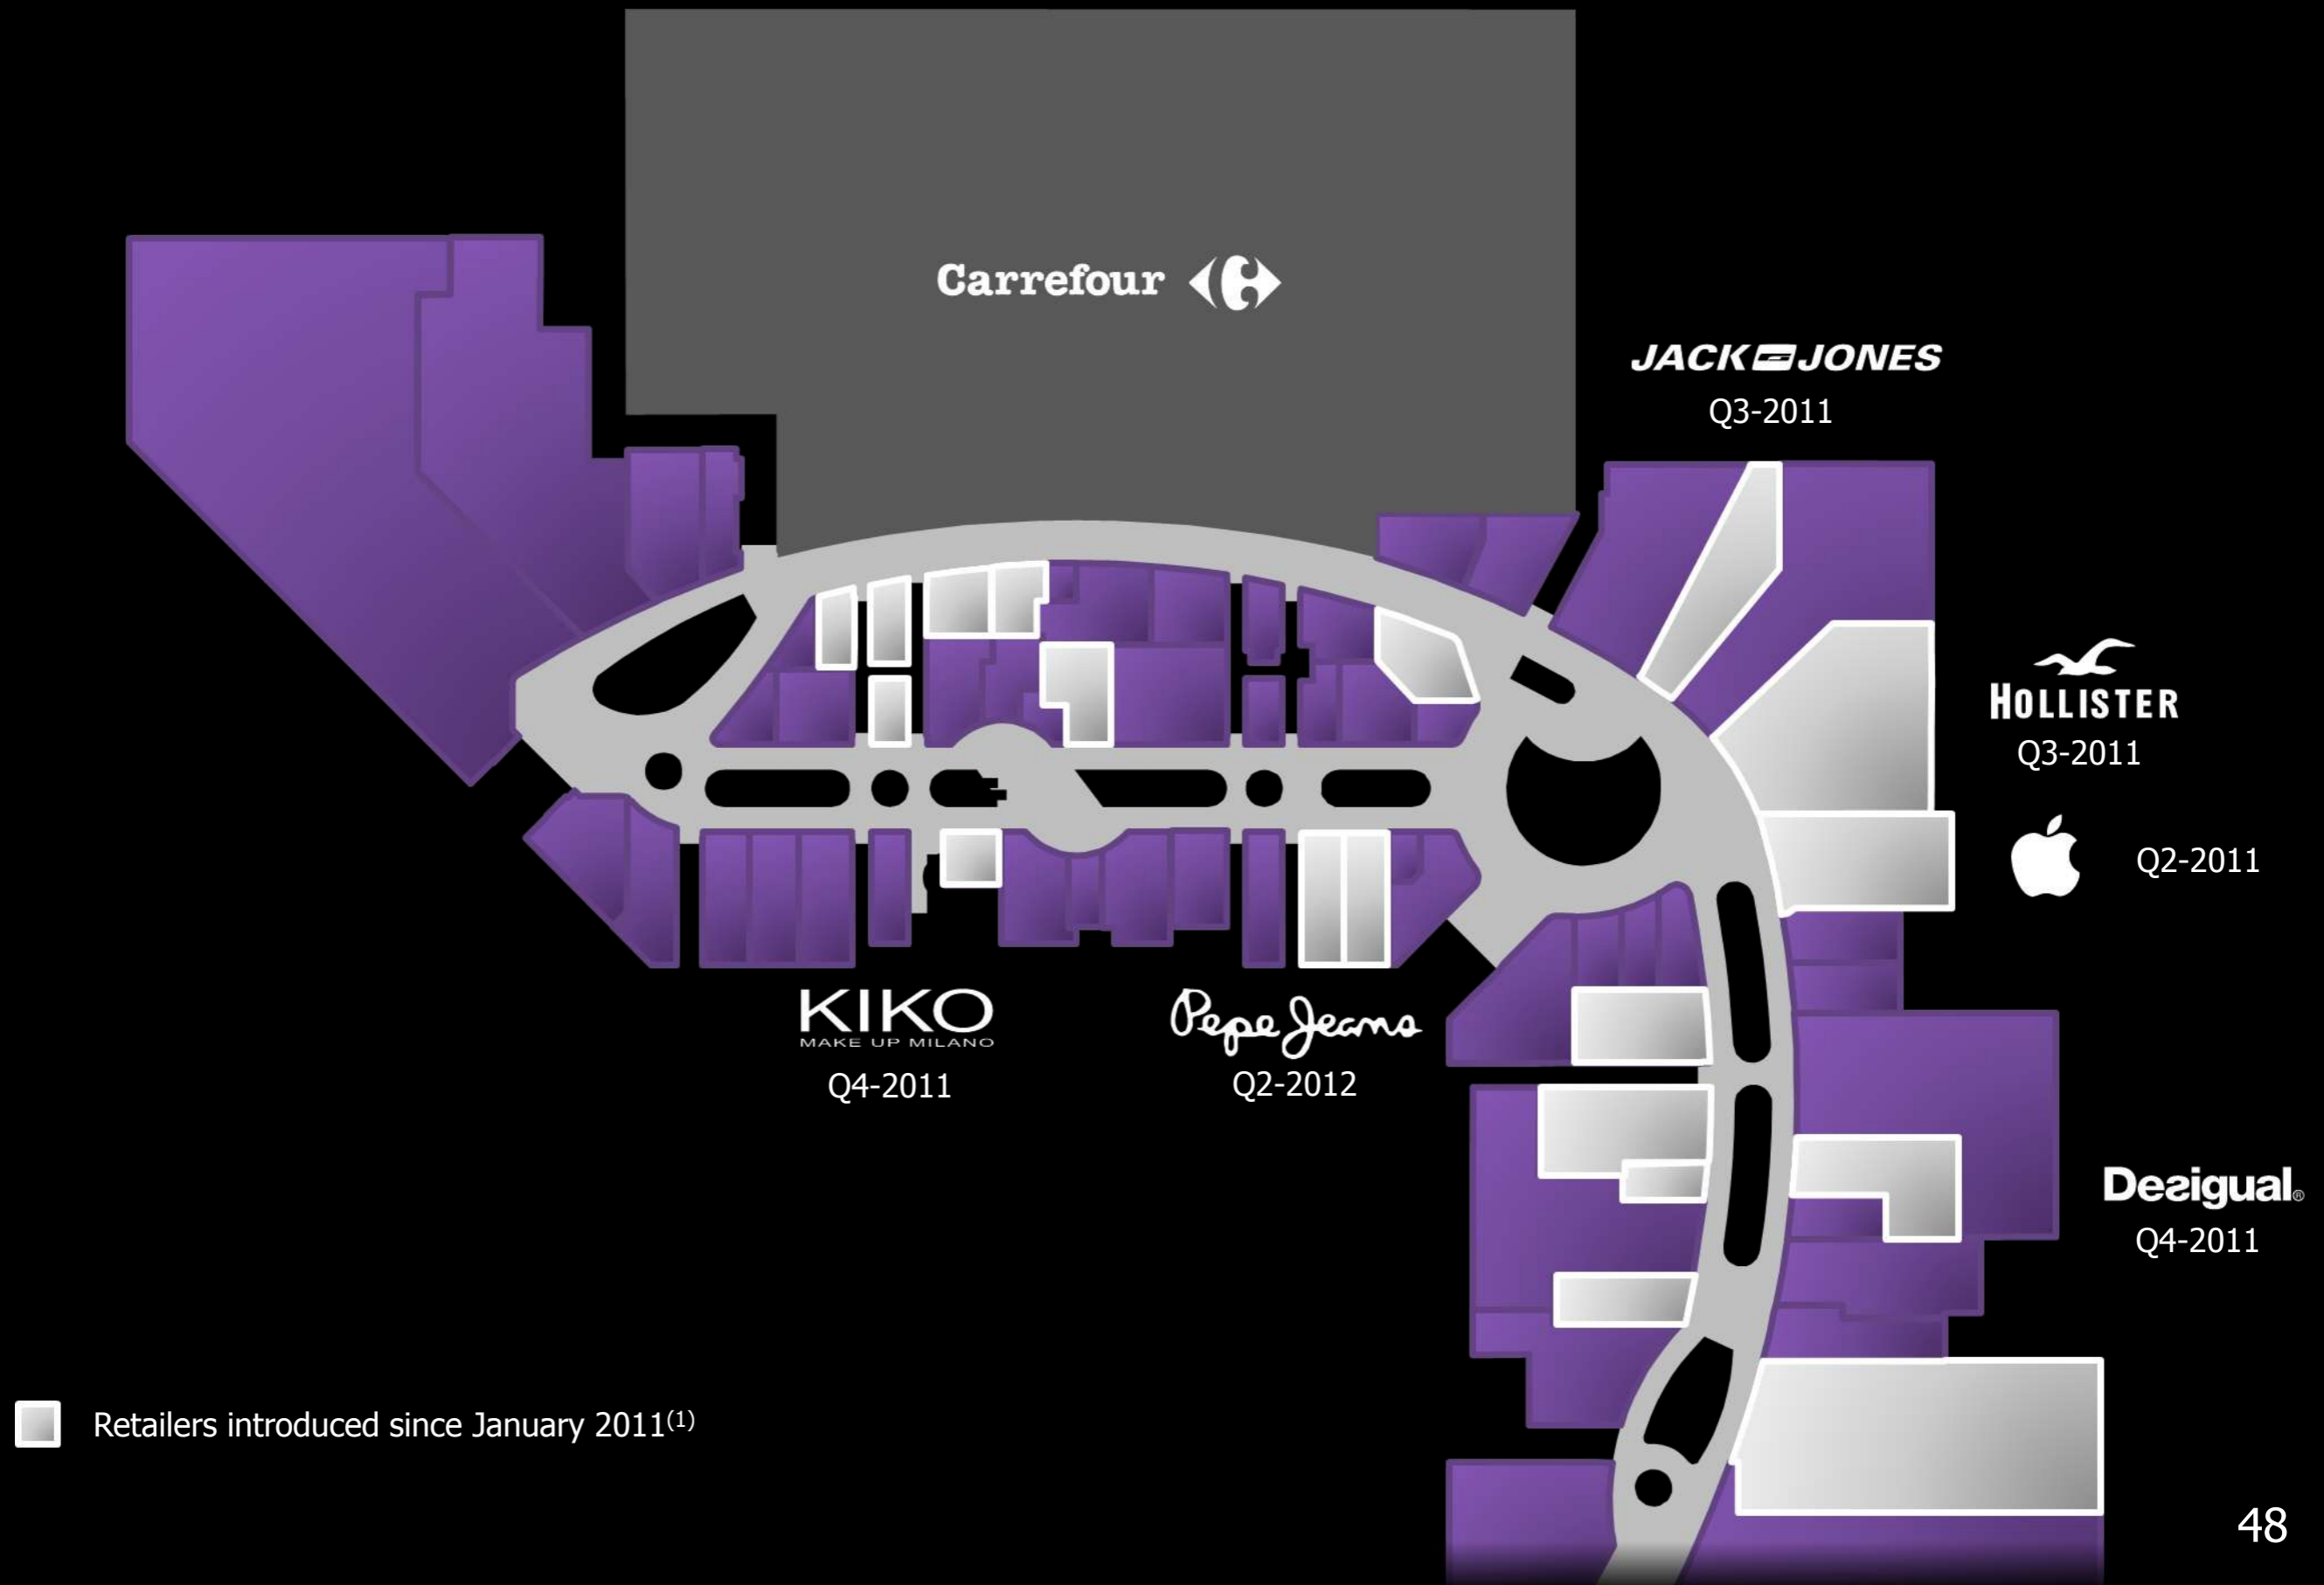 Carrefour
JACK JONES
Q3-2011
HOLLISTER
Q3-2011
Q2-2011
KIKO
MAKE UP MILANO
Q4-2011
Pepe Jeans
Q2-2012
Desigual®
Q4-2011
Retailers introduced since January 2011(1)
48